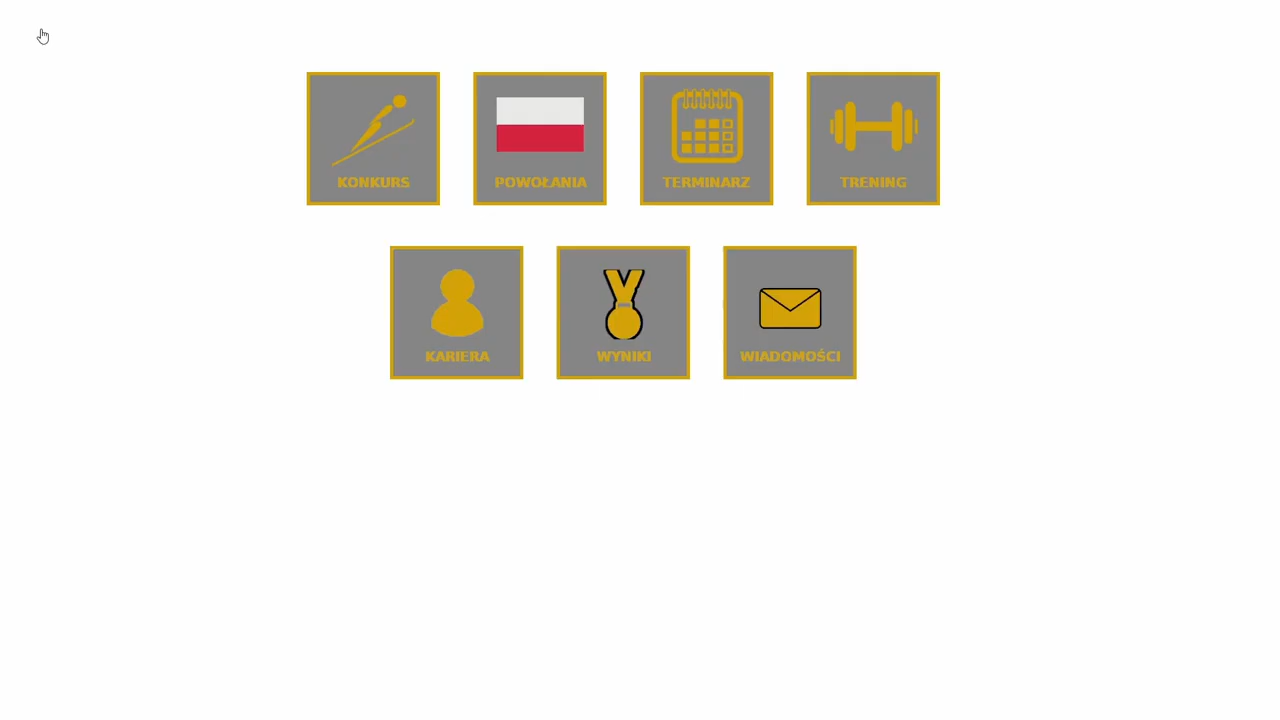 KONKURS
POWOŁANIA
TERMINARZ
TRENING
KARIERA
WYNIKI
WIADOMOŚCI